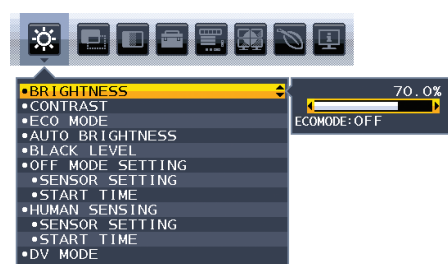 •BRIGHTNESS
•CONTRAST
•ECO MODE
•AUTO BRIGHTNESS
•BLACK LEVEL
•OFF MODE SETTING
•SENSOR SETTING
•START TIME
•HUMAN SENSING
•SENSOR SETTING
•START TIME
•DV MODE
70.0%
ECOMODE:OFF